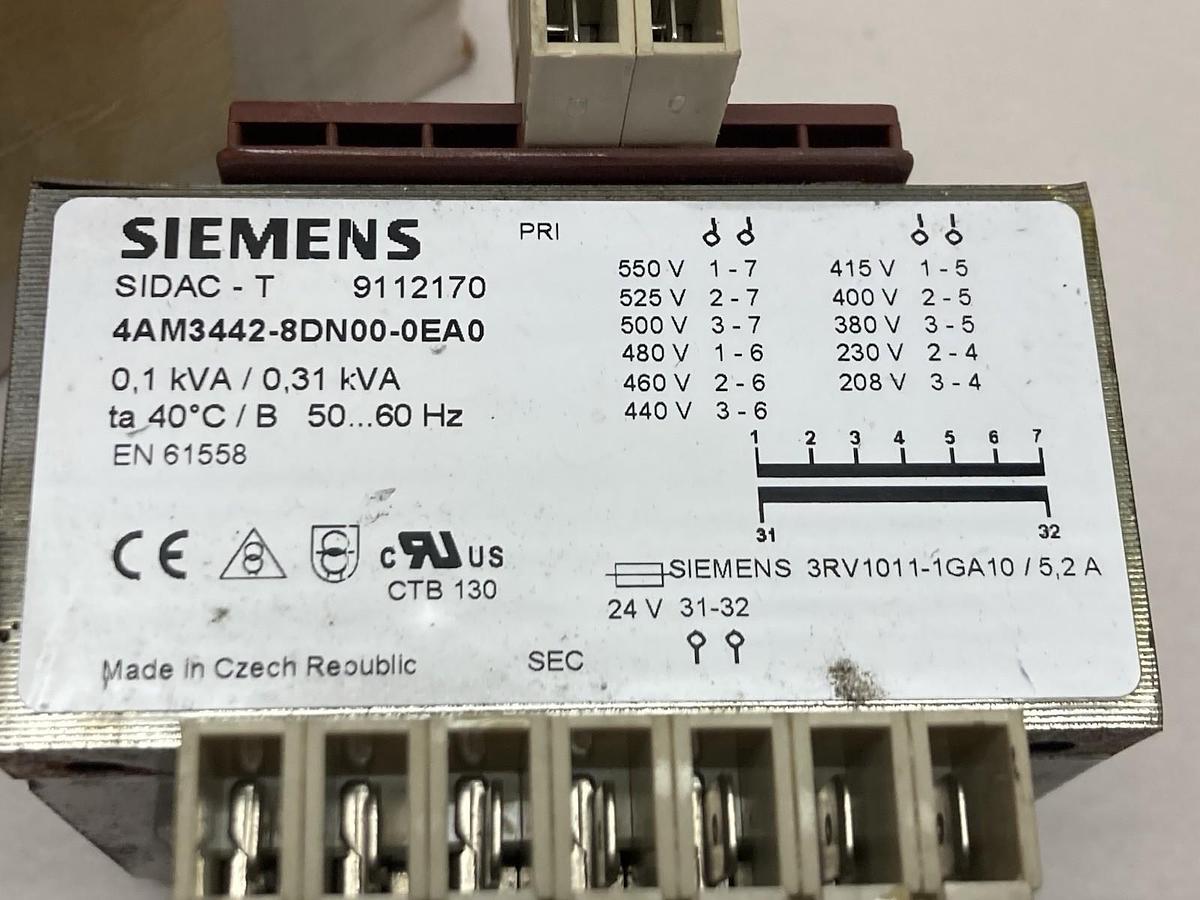 SIEMENS
SIDAC - T 9112170
4AM3442-8DN00-0EA0
0,1 kVA / 0,31 kVA
ta 40°C / B 50...60 Hz
EN 61558
CE
c RU US
CTB 130
Made in Czech Republic
PRI
550 V 1 - 7 415 V 1 - 5
525 V 2 - 7 400 V 2 - 5
500 V 3 - 7 380 V 3 - 5
480 V 1 - 6 230 V 2 - 4
460 V 2 - 6 208 V 3 - 4
440 V 3 - 6
1 2 3 4 5 6 7
31 32
SIEMENS 3RV1011-1GA10 / 5,2 A
24 V 31-32
SEC